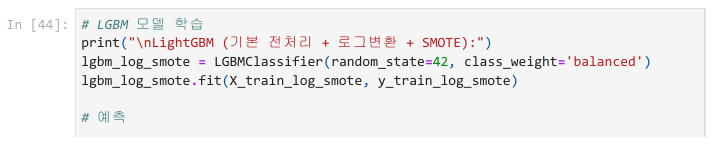 In [44]:
# LGBM 모델 학습
print("\nLightGBM (기본 전처리 + 로그변환 + SMOTE):")
lgbm_log_smote = LGBMClassifier(random_state=42, class_weight='balanced')
lgbm_log_smote.fit(X_train_log_smote, y_train_log_smote)
# 예측